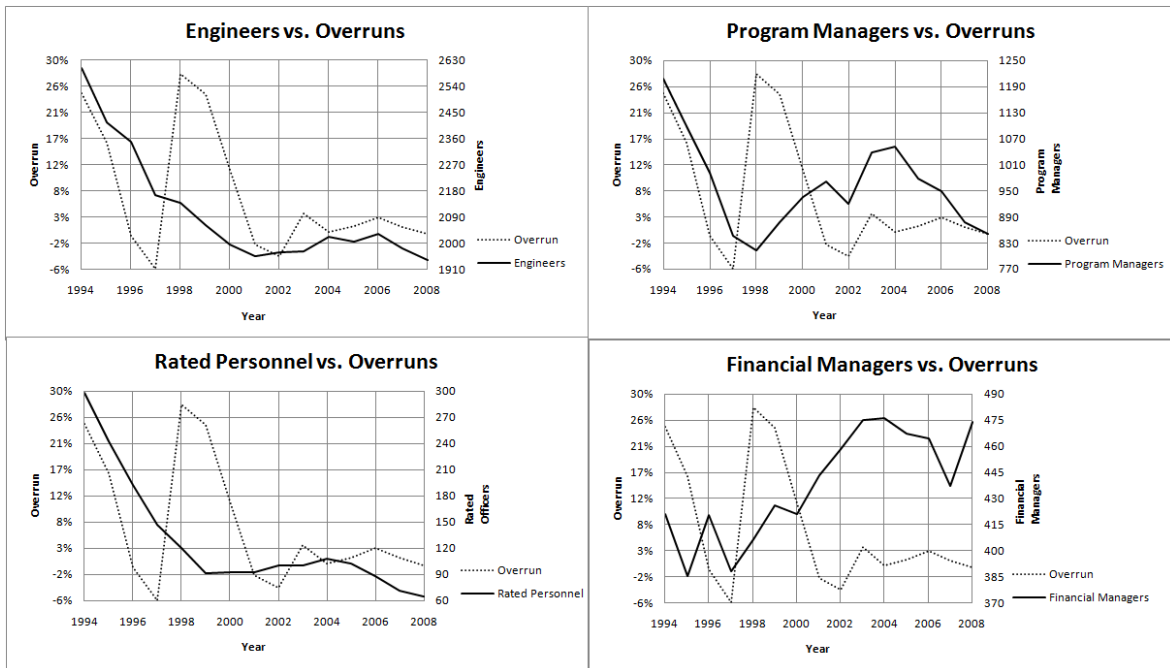 Engineers vs. Overruns
30%
26%
21%
17%
12%
8%
3%
-2%
-6%
Overrun
2630
2540
2450
2360
2270
2180
2090
2000
1910
Engineers
Overrun
Engineers
1994 1996 1998 2000 2002 2004 2006 2008
Year
Program Managers vs. Overruns
30%
26%
21%
17%
12%
8%
3%
-2%
-6%
Overrun
1250
1190
1130
1070
1010
950
890
830
770
Program
Managers
Overrun
Program Managers
1994 1996 1998 2000 2002 2004 2006 2008
Year
Rated Personnel vs. Overruns
30%
26%
21%
17%
12%
8%
3%
-2%
-6%
Overrun
300
270
240
210
180
150
120
90
60
Rated
Officers
Overrun
Rated Personnel
1994 1996 1998 2000 2002 2004 2006 2008
Year
Financial Managers vs. Overruns
30%
26%
21%
17%
12%
8%
3%
-2%
-6%
Overrun
490
475
460
445
430
415
400
385
370
Financial
Managers
Overrun
Financial Managers
1994 1996 1998 2000 2002 2004 2006 2008
Year